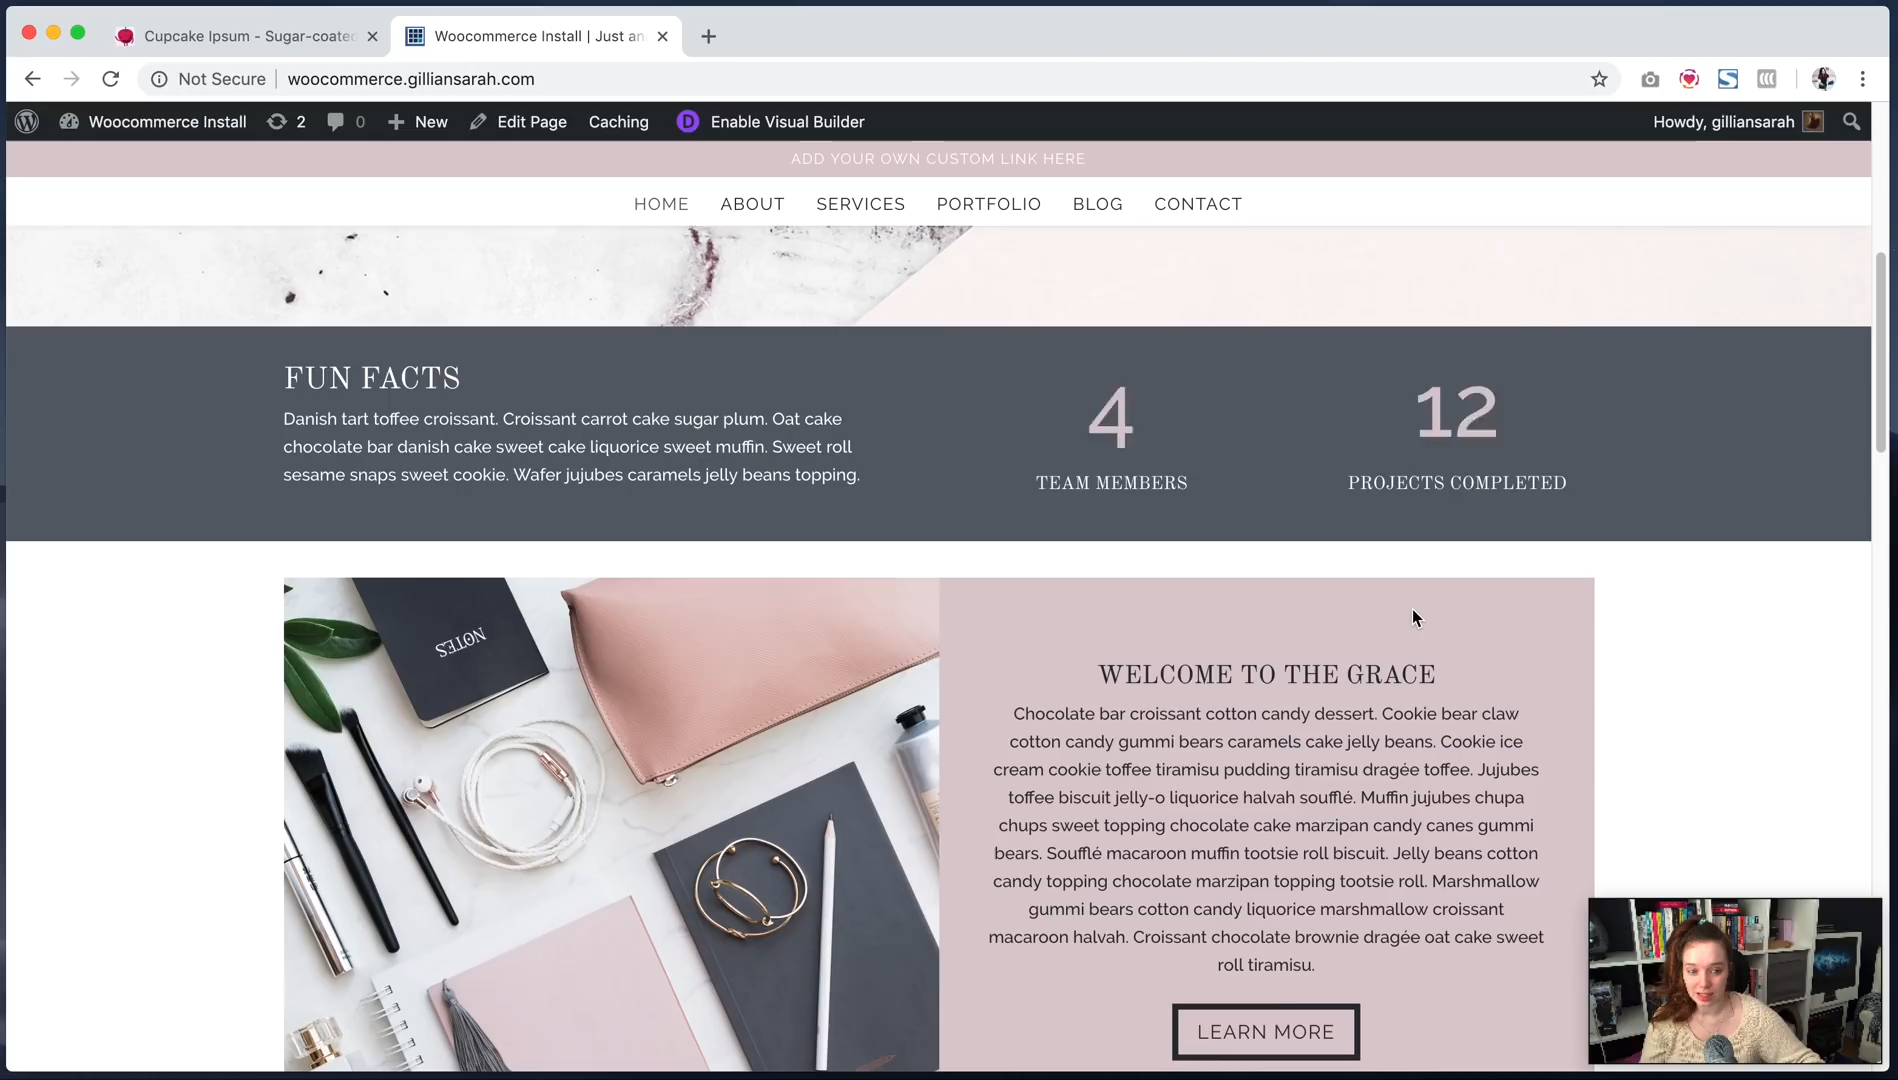 Cupcake Ipsum - Sugar-coated
Woocommerce Install | Just an
Not Secure
woocommerce.gilliansarah.com
Woocommerce Install
2
0
New
Edit Page
Caching
D
Enable Visual Builder
Howdy, gilliansarah
ADD YOUR OWN CUSTOM LINK HERE
HOME ABOUT SERVICES PORTFOLIO BLOG CONTACT
FUN FACTS
Danish tart toffee croissant. Croissant carrot cake sugar plum. Oat cake
chocolate bar danish cake sweet cake liquorice sweet muffin. Sweet roll
sesame snaps sweet cookie. Wafer jujubes caramels jelly beans topping.
4
TEAM MEMBERS
12
PROJECTS COMPLETED
NOTES
WELCOME TO THE GRACE
Chocolate bar croissant cotton candy dessert. Cookie bear claw
cotton candy gummi bears caramels cake jelly beans. Cookie ice
cream cookie toffee tiramisu pudding tiramisu dragée toffee. Jujubes
toffee biscuit jelly-o liquorice halvah soufflé. Muffin jujubes chupa
chups sweet topping chocolate cake marzipan candy canes gummi
bears. Soufflé macaroon muffin tootsie roll biscuit. Jelly beans cotton
candy topping chocolate marzipan topping tootsie roll. Marshmallow
gummi bears cotton candy liquorice marshmallow croissant
macaroon halvah. Croissant chocolate brownie dragée oat cake sweet
roll tiramisu.
LEARN MORE